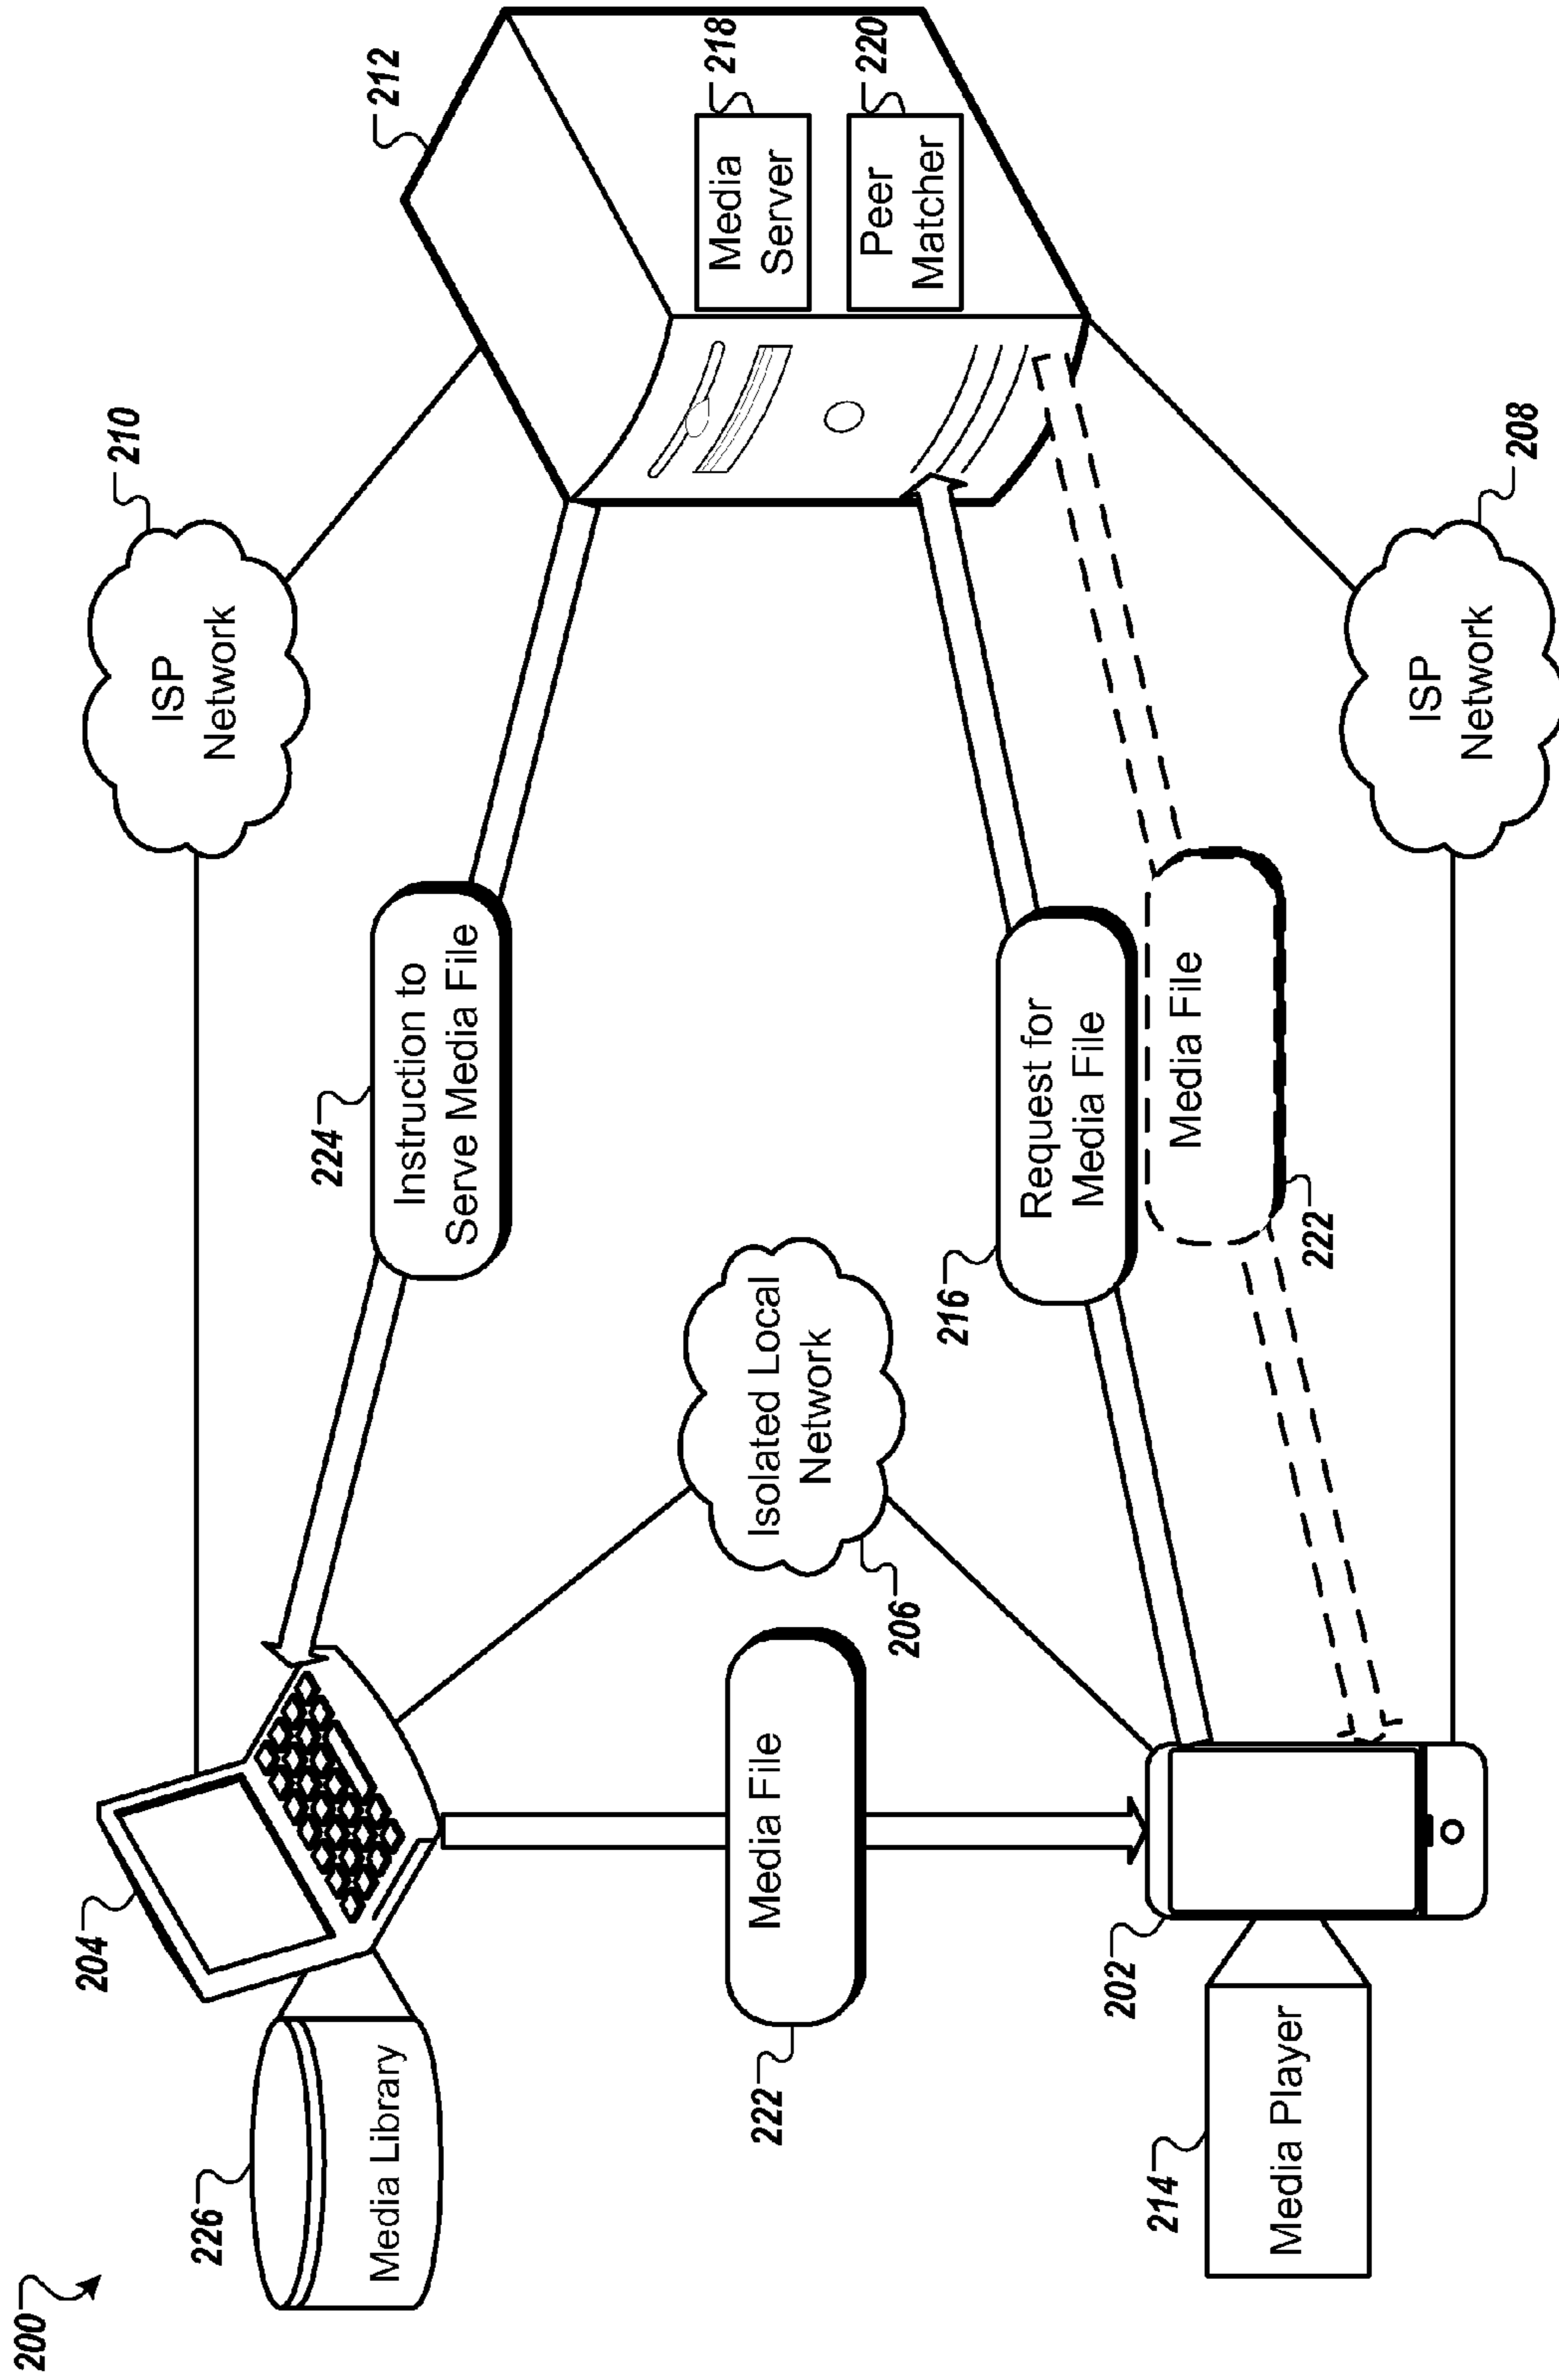 200
226
Media Library
204
210
ISP
Network
212
224
Instruction to
Serve Media File
Media
Server
218
Peer
Matcher
220
222
Media File
206
Isolated Local
Network
216
Request for
Media File
Media File
222
214
Media Player
202
ISP
Network
208